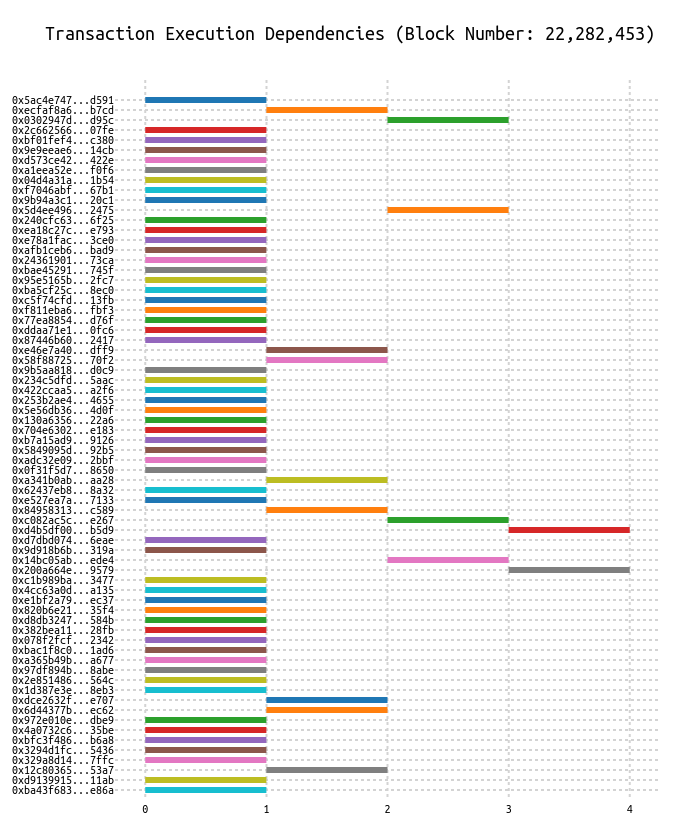 Transaction Execution Dependencies (Block Number: 22,282,453)
0x5ac4e747...d591
0xecfaf8a6...b7cd
0x0302947d...d95c
0x2c662566...07fe
0xbf01fef4...c380
0x9e9eeae6...14cb
0xd573ce42...422e
0xa1eea52e...f0f6
0x04d4a31a...1b54
0xf7046abf...67b1
0x9b94a3c1...20c1
0x5d4ee496...2475
0x240cfc63...6f25
0xea18c27c...e793
0xe78a1fac...3ce0
0xafb1ceb6...bad9
0x24361901...73ca
0xbae45291...745f
0x95e5165b...2fc7
0xba5cf25c...8ec0
0xc5f74cfd...13fb
0xf811eba6...fbf3
0x77ea8854...d76f
0xddaa71e1...0fc6
0x87446b60...2417
0xe46e7a40...dff9
0x58f88725...70f2
0x9b5aa818...d0c9
0x234c5dfd...5aac
0x422ccaa5...a2f6
0x253b2ae4...4655
0x5e56db36...4d0f
0x130a6356...22a6
0x704e6302...e183
0xb7a15ad9...9126
0x5849095d...92b5
0xadc32e09...2bbf
0x0f31f5d7...8650
0xa341b0ab...aa28
0x62437eb8...8a32
0xe527ea7a...7133
0x84958313...c589
0xc082ac5c...e267
0xd4b5df00...b5d9
0xd7dbd074...6eae
0x9d918b6b...319a
0x14bc05ab...ede4
0x200a664e...9579
0xc1b989ba...3477
0x4cc63a0d...a135
0xe1bf2a79...ec37
0x820b6e21...35f4
0xd8db3247...584b
0x382bea11...28fb
0x078f2fcf...2342
0xbac1f8c0...1ad6
0xa365b49b...a677
0x97df894b...8abe
0x2e851486...564c
0x1d387e3e...8eb3
0xdce2632f...e707
0x6d44377b...ec62
0x972e010e...dbe9
0x4a0732c6...35be
0xbfc3f486...b6a8
0x3294d1fc...5436
0x329a8d14...7ffc
0x12c80365...53a7
0xd9139915...11ab
0xba43f683...e86a
0 1 2 3 4